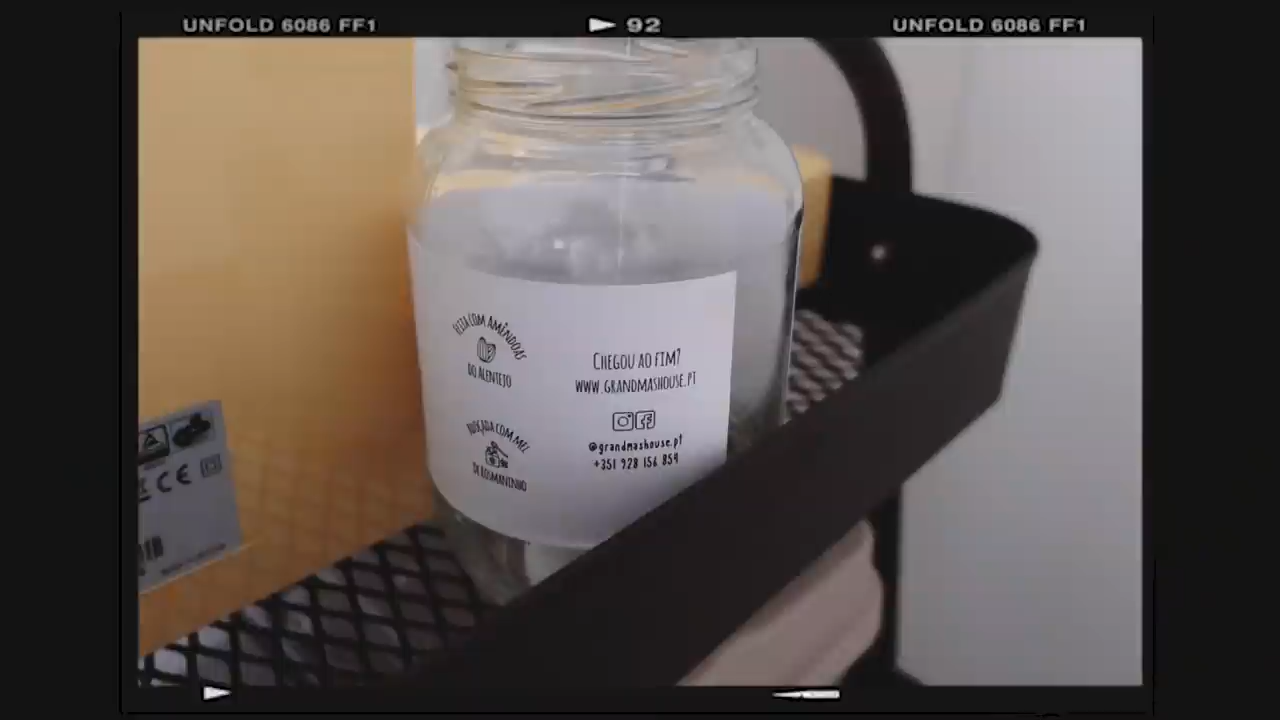 UNFOLD 6086 FF1
92
UNFOLD 6086 FF1
FEITA COM AMÊNDOAS
DO ALENTEJO
CHEGOU AO FIM?
WWW.GRANDMASHOUSE.PT
ADOÇADA COM MEL
DE ROSMANINHO
@grandmashouse.pt
+351 928 156 859
CE